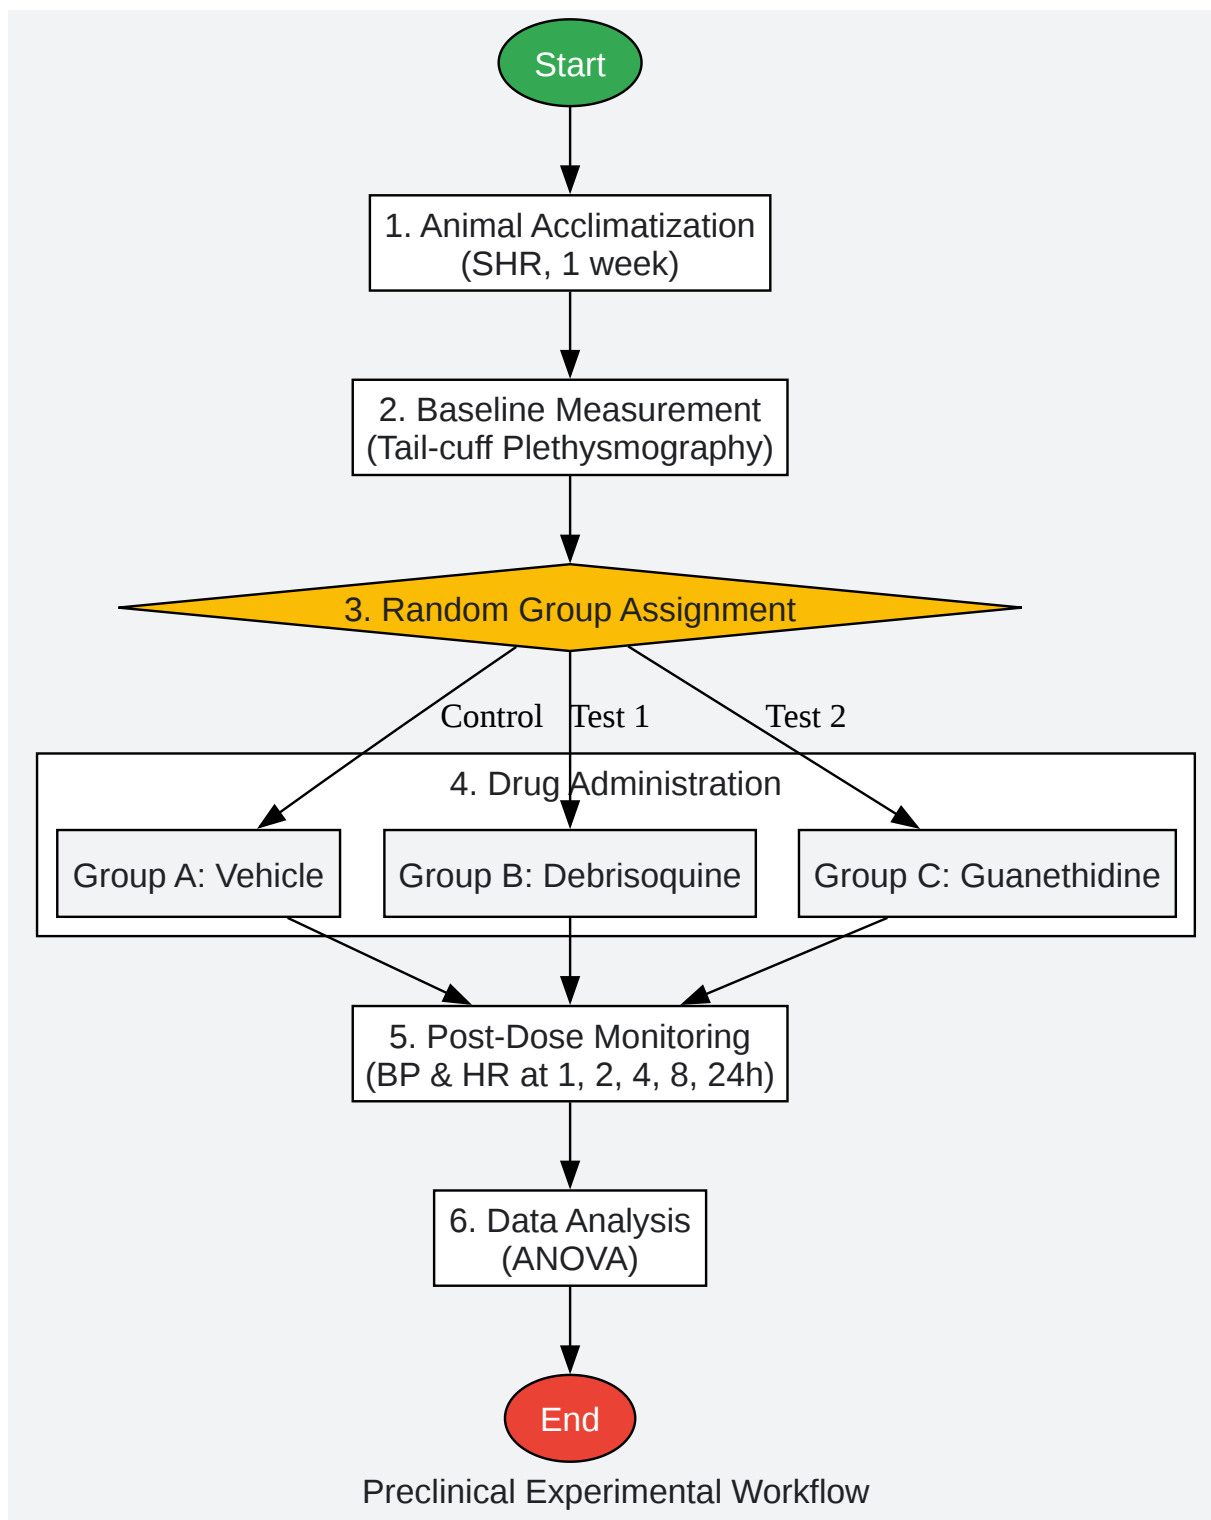 Start
1. Animal Acclimatization
(SHR, 1 week)
2. Baseline Measurement
(Tail-cuff Plethysmography)
3. Random Group Assignment
Control
Test 1
Test 2
4. Drug Administration
Group A: Vehicle
Group B: Debrisoquine
Group C: Guanethidine
5. Post-Dose Monitoring
(BP & HR at 1, 2, 4, 8, 24h)
6. Data Analysis
(ANOVA)
End
Preclinical Experimental Workflow